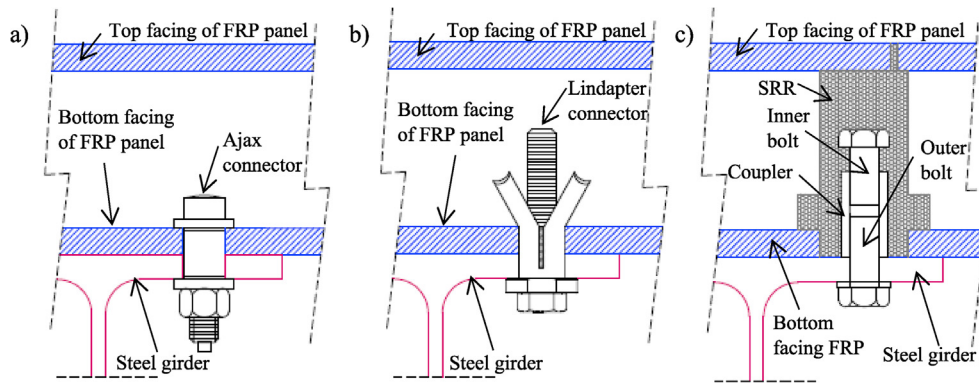 a)
Top facing of FRP panel
Bottom facing
of FRP panel
Ajax
connector
Steel girder
b)
Top facing of FRP panel
Lindapter
connector
Bottom facing
of FRP panel
Steel girder
c)
Top facing of FRP panel
SRR
Inner
bolt
Outer
bolt
Coupler
Bottom
facing FRP
Steel girder